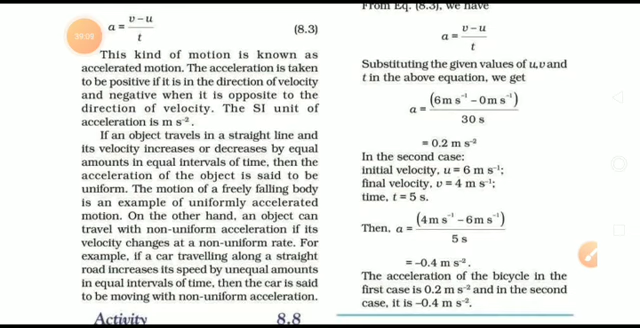 a = v – u / t (8.3)
This kind of motion is known as
accelerated motion. The acceleration is taken
to be positive if it is in the direction of velocity
and negative when it is opposite to the
direction of velocity. The SI unit of
acceleration is m s⁻².
If an object travels in a straight line and
its velocity increases or decreases by equal
amounts in equal intervals of time, then the
acceleration of the object is said to be
uniform. The motion of a freely falling body
is an example of uniformly accelerated
motion. On the other hand, an object can
travel with non-uniform acceleration if its
velocity changes at a non-uniform rate. For
example, if a car travelling along a straight
road increases its speed by unequal amounts
in equal intervals of time, then the car is said
to be moving with non-uniform acceleration.
Activity 8.8
From Eq. (8.3), we have
a = v – u / t
Substituting the given values of u,v and
t in the above equation, we get
a = (6 m s⁻¹ – 0 m s⁻¹) / 30 s
= 0.2 m s⁻²
In the second case:
initial velocity, u = 6 m s⁻¹;
final velocity, v = 4 m s⁻¹;
time, t = 5 s.
Then, a = (4 m s⁻¹ – 6 m s⁻¹) / 5 s
= –0.4 m s⁻².
The acceleration of the bicycle in the
first case is 0.2 m s⁻² and in the second
case, it is –0.4 m s⁻².